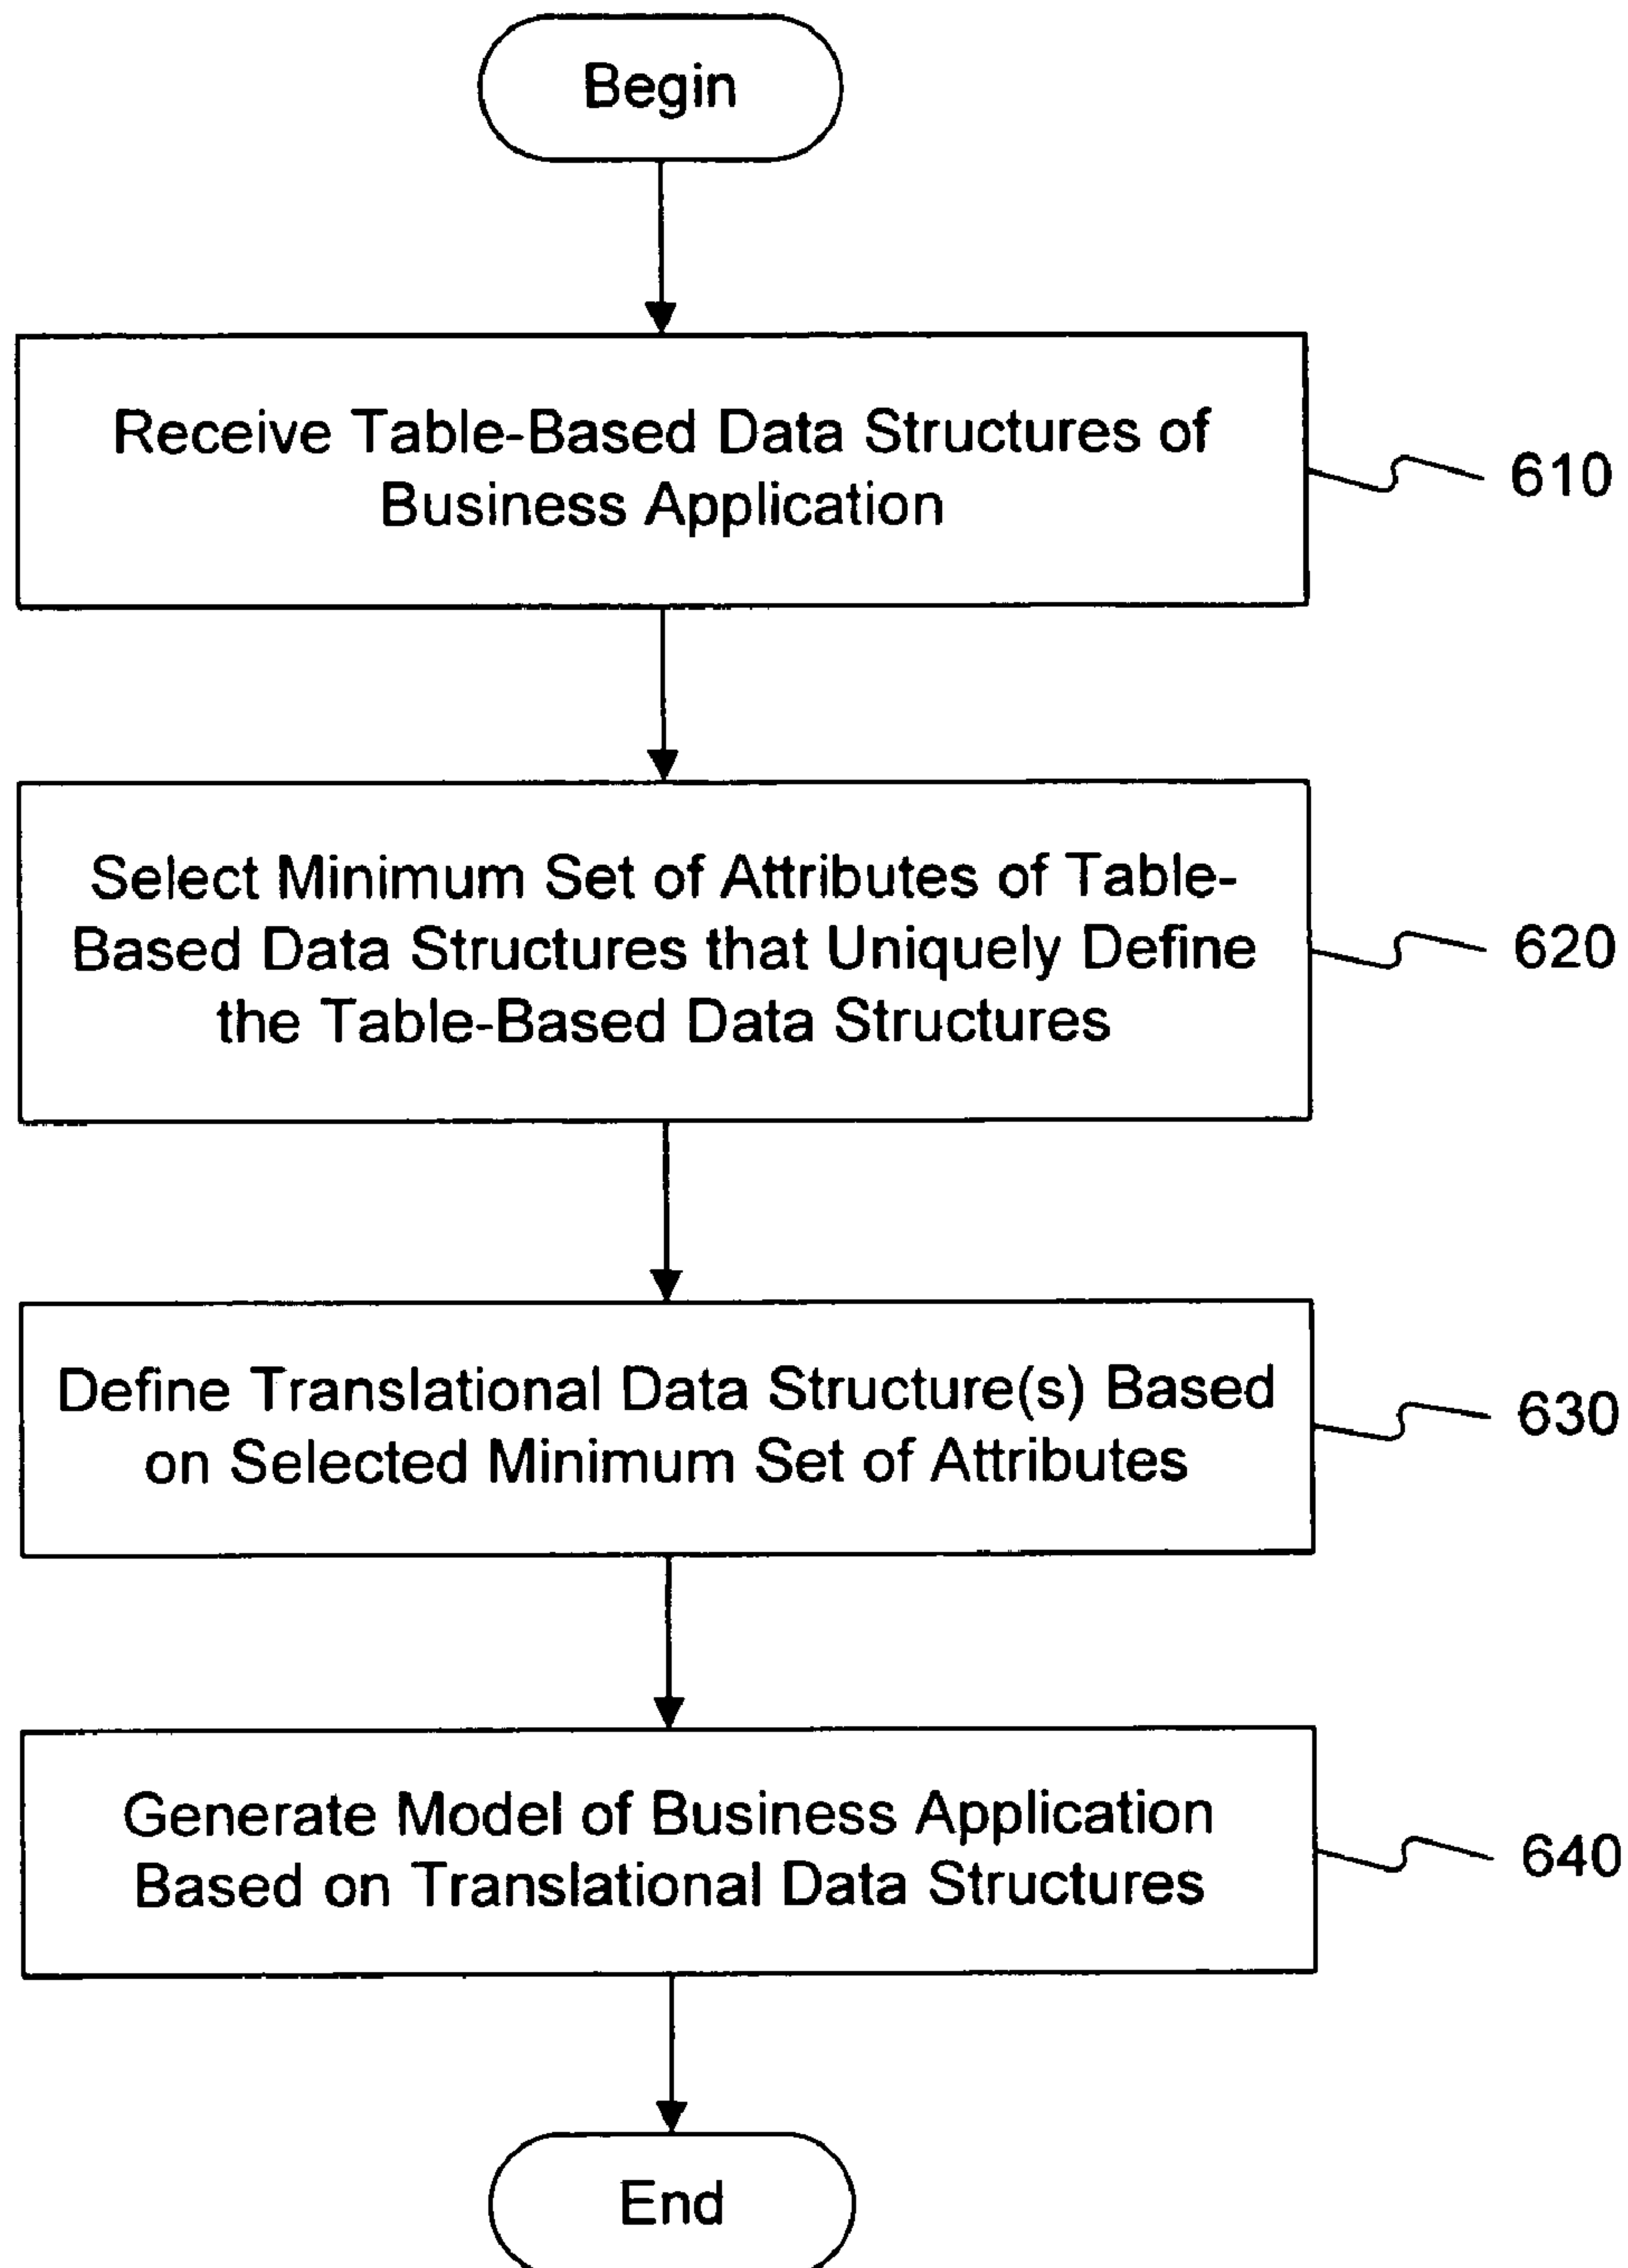 Begin
Receive Table-Based Data Structures of
Business Application
610
Select Minimum Set of Attributes of Table-
Based Data Structures that Uniquely Define
the Table-Based Data Structures
620
Define Translational Data Structure(s) Based
on Selected Minimum Set of Attributes
630
Generate Model of Business Application
Based on Translational Data Structures
640
End